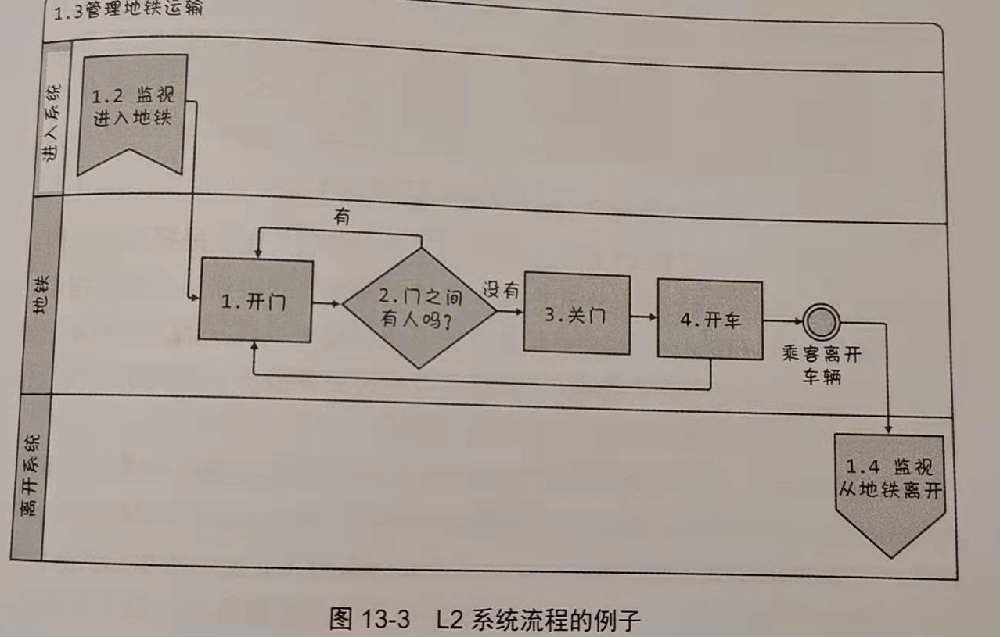 1.3管理地铁运输
进入系统
1.2 监视
进入地铁
地铁
有
1.开门
2.门之间
有人吗?
没有
3.关门
4.开车
乘客离开
车辆
离开系统
1.4 监视
从地铁离开
图 13-3 L2 系统流程的例子